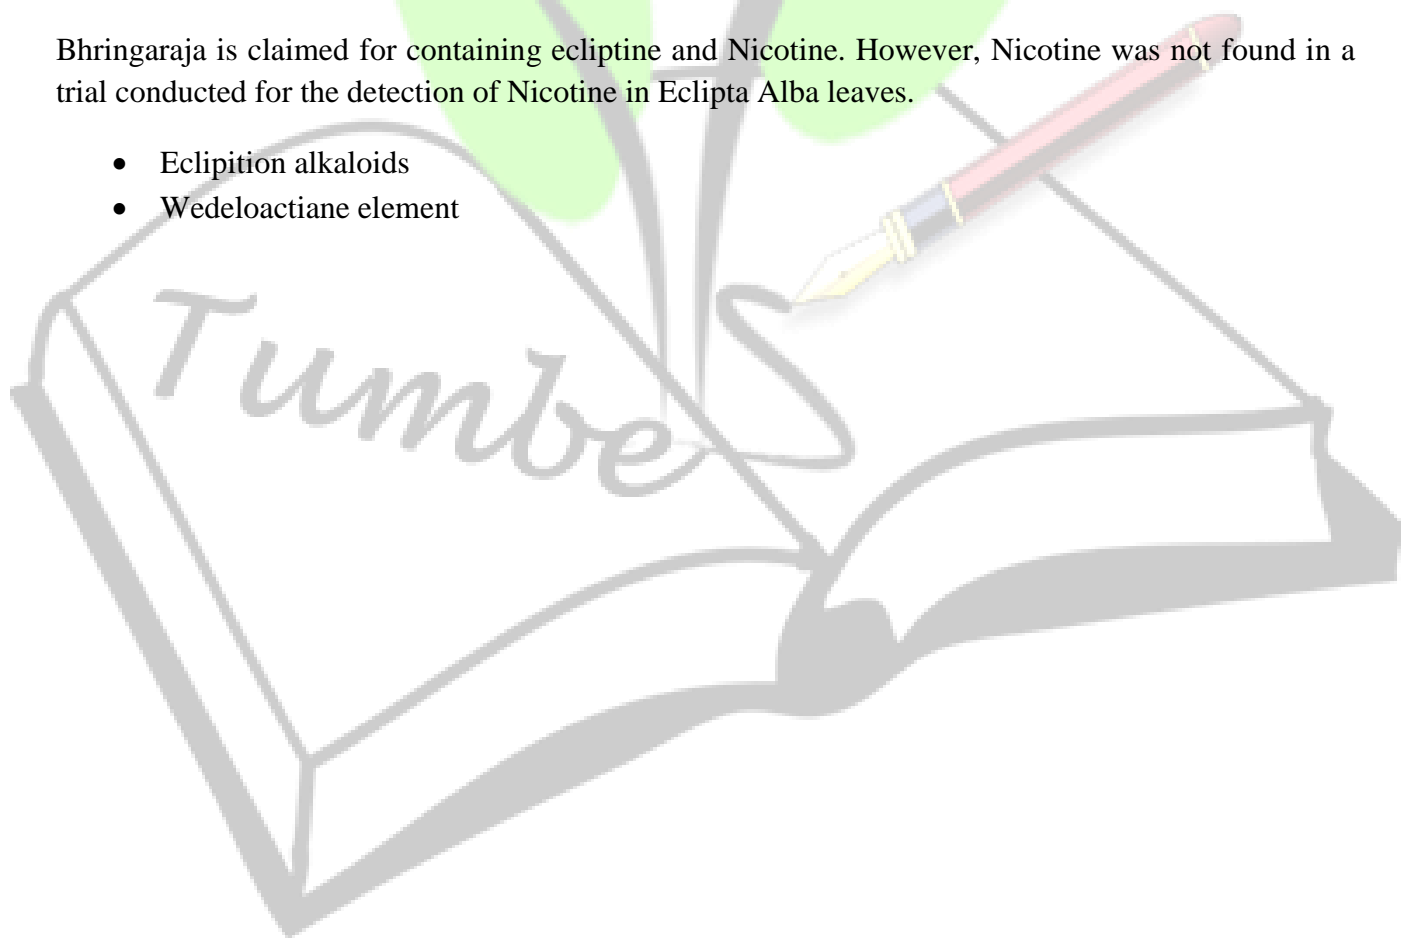 Bhringaraja is claimed for containing ecliptine and Nicotine. However, Nicotine was not found in a
trial conducted for the detection of Nicotine in Eclipta Alba leaves.
• Eclipition alkaloids
• Wedeloactiane element
Tumbe